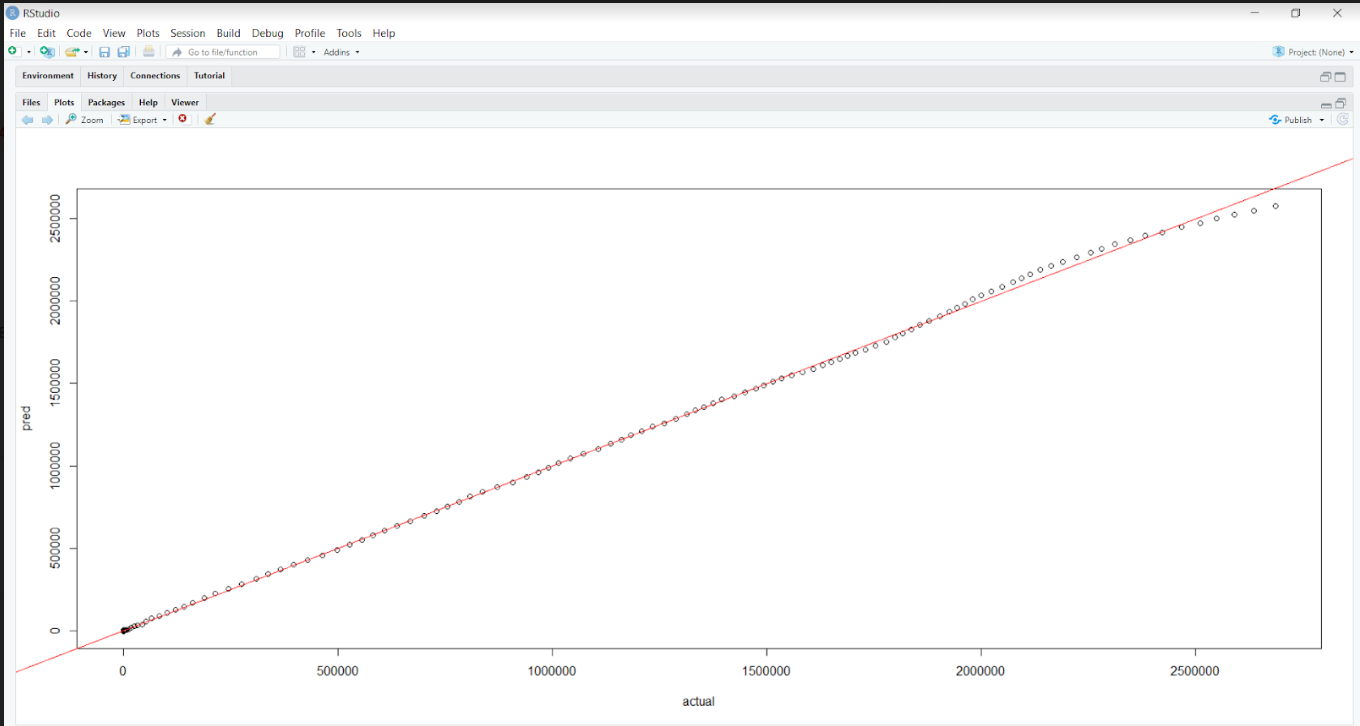 RStudio
File Edit Code View Plots Session Build Debug Profile Tools Help
Go to file/function Addins Project: (None)
Environment History Connections Tutorial
Files Plots Packages Help Viewer
Zoom Export Publish
pred
2500000
2000000
1500000
1000000
500000
0
0 500000 1000000 1500000 2000000 2500000
actual